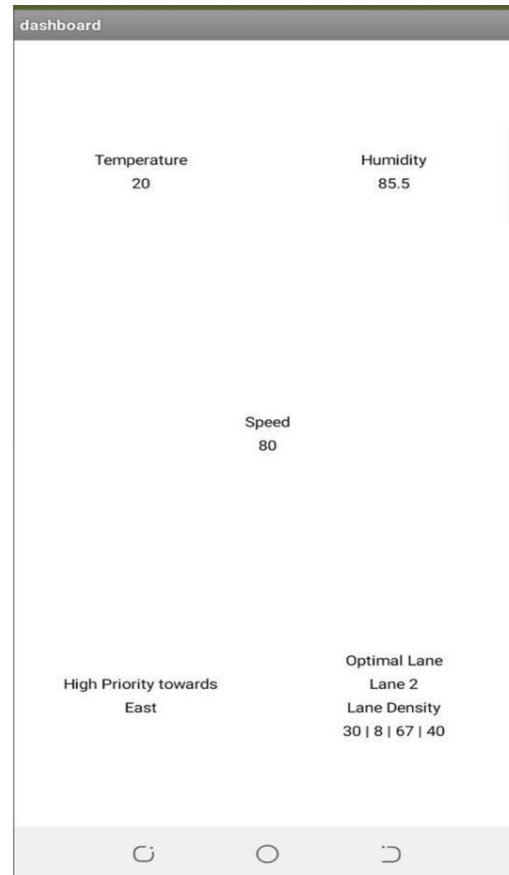 dashboard
Temperature
20
Humidity
85.5
Speed
80
High Priority towards
East
Optimal Lane
Lane 2
Lane Density
30 | 8 | 67 | 40